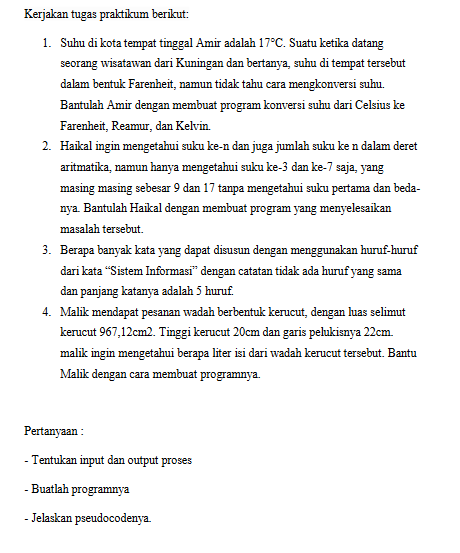 Kerjakan tugas praktikum berikut:
1. Suhu di kota tempat tinggal Amir adalah 17°C. Suatu ketika datang
seorang wisatawan dari Kuningan dan bertanya, suhu di tempat tersebut
dalam bentuk Farenheit, namun tidak tahu cara mengkonversi suhu.
Bantulah Amir dengan membuat program konversi suhu dari Celsius ke
Farenheit, Reamur, dan Kelvin.
2. Haikal ingin mengetahui suku ke-n dan juga jumlah suku ke n dalam deret
aritmatika, namun hanya mengetahui suku ke-3 dan ke-7 saja, yang
masing masing sebesar 9 dan 17 tanpa mengetahui suku pertama dan beda-
nya. Bantulah Haikal dengan membuat program yang menyelesaikan
masalah tersebut.
3. Berapa banyak kata yang dapat disusun dengan menggunakan huruf-huruf
dari kata “Sistem Informasi” dengan catatan tidak ada huruf yang sama
dan panjang katanya adalah 5 huruf.
4. Malik mendapat pesanan wadah berbentuk kerucut, dengan luas selimut
kerucut 967,12cm2. Tinggi kerucut 20cm dan garis pelukisnya 22cm.
malik ingin mengetahui berapa liter isi dari wadah kerucut tersebut. Bantu
Malik dengan cara membuat programnya.
Pertanyaan :
- Tentukan input dan output proses
- Buatlah programnya
- Jelaskan pseudocodenya.